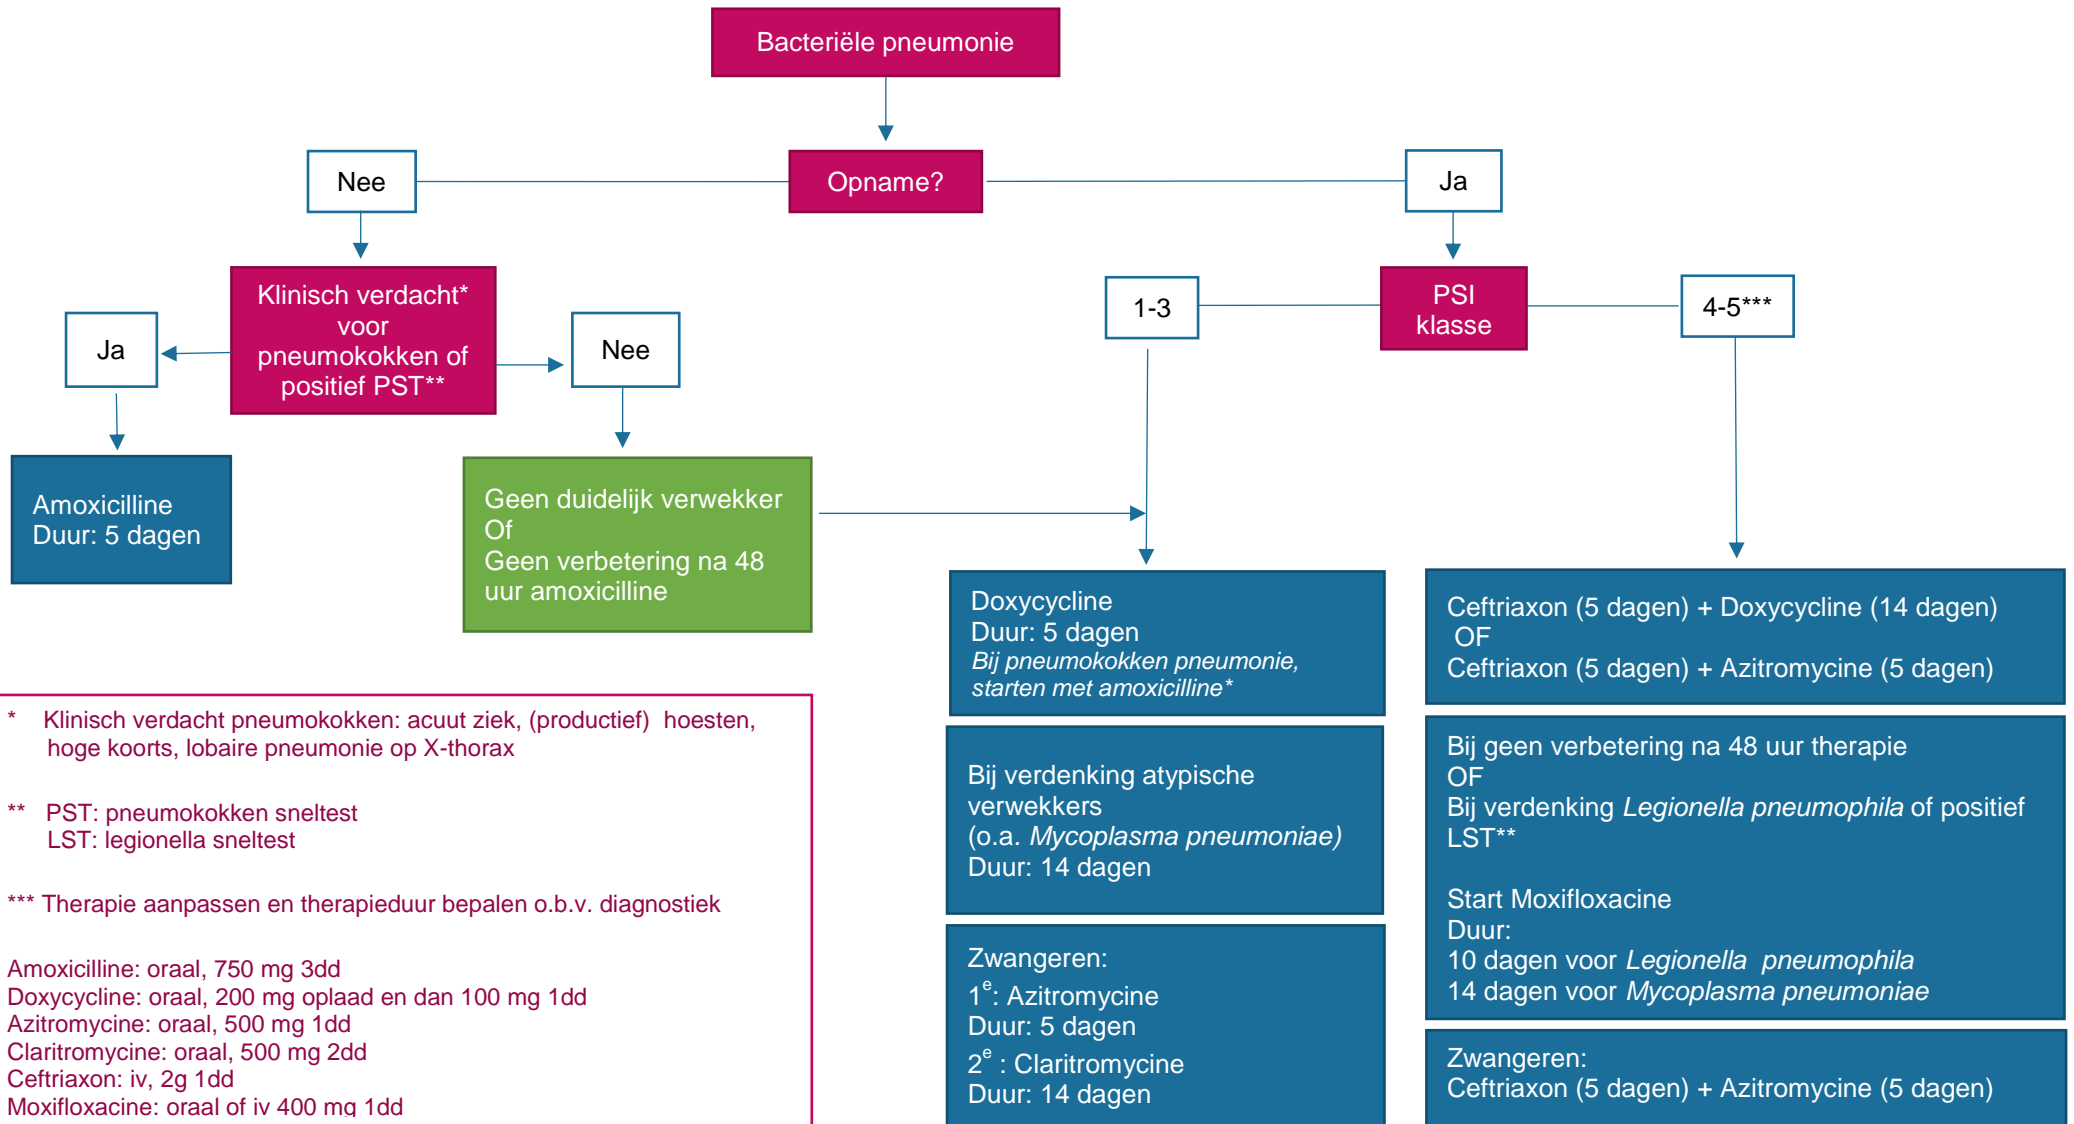 Bacteriële pneumonie
Nee
Opname?
Ja
Klinisch verdacht*
voor
pneumokokken of
positief PST**
Ja
Nee
1-3
PSI
klasse
4-5***
Amoxicilline
Duur: 5 dagen
Geen duidelijk verwekker
Of
Geen verbetering na 48
uur amoxicilline
Doxycycline
Duur: 5 dagen
Bij pneumokokken pneumonie,
starten met amoxicilline*
Bij verdenking atypische
verwekkers
(o.a. Mycoplasma pneumoniae)
Duur: 14 dagen
Zwangeren:
1e: Azitromycine
Duur: 5 dagen
2e : Claritromycine
Duur: 14 dagen
Ceftriaxon (5 dagen) + Doxycycline (14 dagen)
OF
Ceftriaxon (5 dagen) + Azitromycine (5 dagen)
Bij geen verbetering na 48 uur therapie
OF
Bij verdenking Legionella pneumophila of positief
LST**
Start Moxifloxacine
Duur:
10 dagen voor Legionella pneumophila
14 dagen voor Mycoplasma pneumoniae
Zwangeren:
Ceftriaxon (5 dagen) + Azitromycine (5 dagen)
* Klinisch verdacht pneumokokken: acuut ziek, (productief) hoesten,
hoge koorts, lobaire pneumonie op X-thorax
** PST: pneumokokken sneltest
LST: legionella sneltest
*** Therapie aanpassen en therapieduur bepalen o.b.v. diagnostiek
Amoxicilline: oraal, 750 mg 3dd
Doxycycline: oraal, 200 mg oplaad en dan 100 mg 1dd
Azitromycine: oraal, 500 mg 1dd
Claritromycine: oraal, 500 mg 2dd
Ceftriaxon: iv, 2g 1dd
Moxifloxacine: oraal of iv 400 mg 1dd